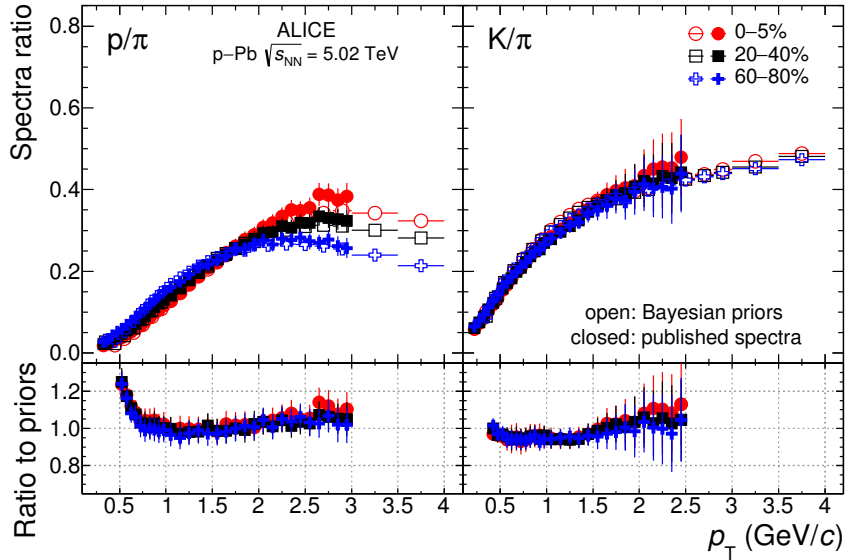 Spectra ratio
0.8
0.6
0.4
0.2
0.0
p/π
ALICE
p–Pb √sNN = 5.02 TeV
K/π
0–5%
20–40%
60–80%
open: Bayesian priors
closed: published spectra
Ratio to priors
1.2
1.0
0.8
0.5 1 1.5 2 2.5 3 3.5 4
0.5 1 1.5 2 2.5 3 3.5 4
pT (GeV/c)